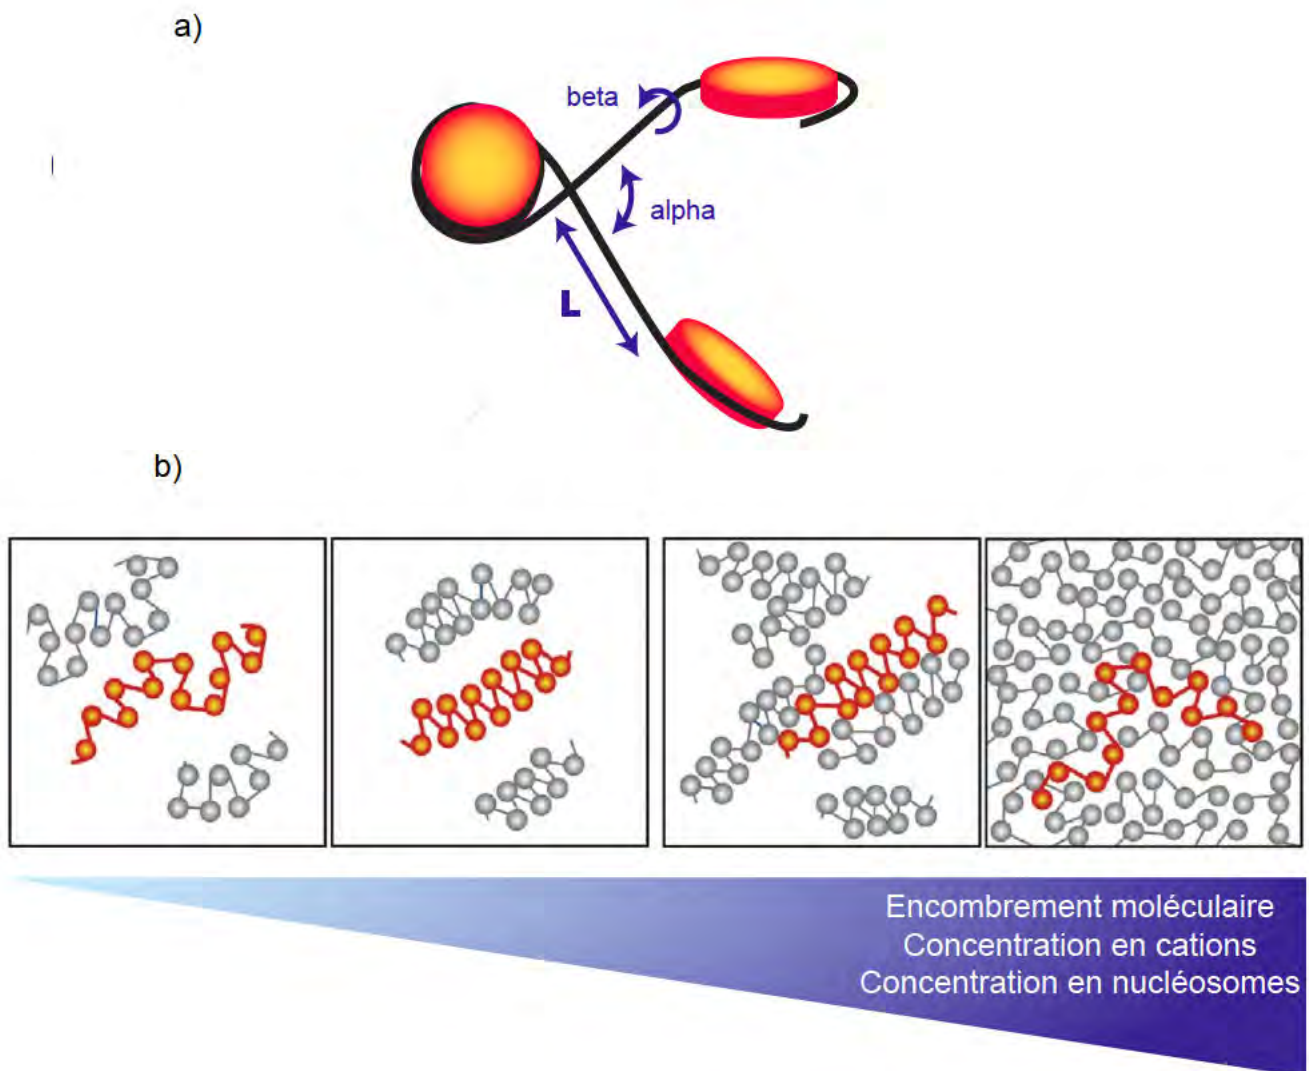 a)
beta
alpha
L
b)
Encombrement moléculaire
Concentration en cations
Concentration en nucléosomes